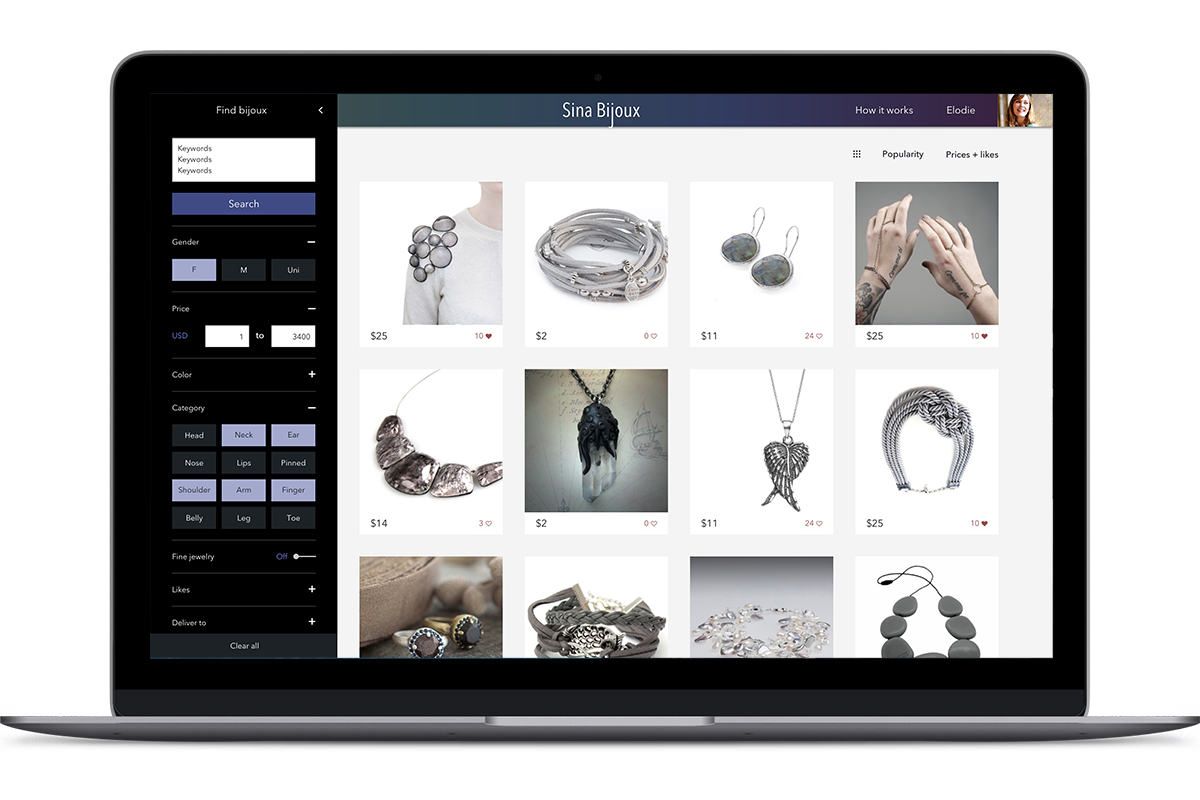 Find bijoux
Keywords
Keywords
Keywords
Search
Gender
F M Uni
Price
USD 1 to 3400
Color
Category
Head Neck Ear
Nose Lips Pinned
Shoulder Arm Finger
Belly Leg Toe
Fine jewelry Off
Likes
Deliver to
Clear all
Sina Bijoux
How it works Elodie
Popularity Prices + likes
$25 10
$2 0
$11 24
$25 10
$14 3
$2 0
$11 24
$25 10